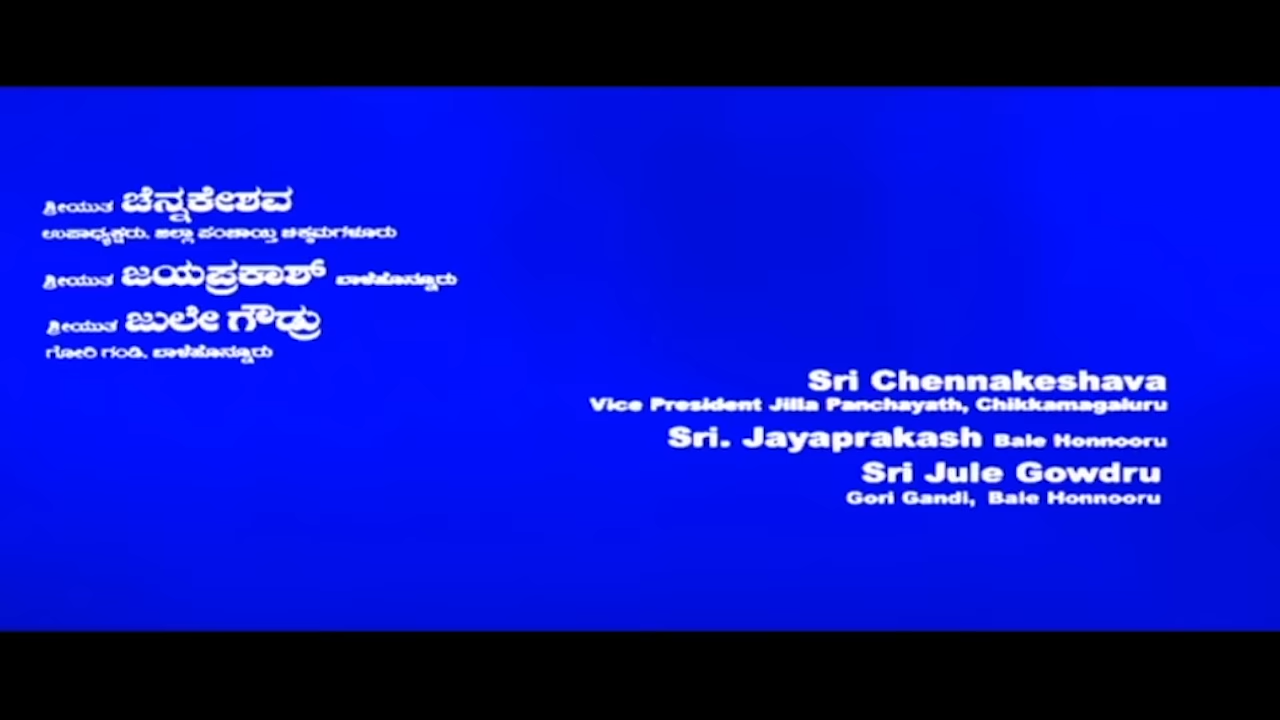 ಶ್ರೀಯುತ ಚೆನ್ನಕೇಶವ
ಉಪಾಧ್ಯಕ್ಷರು. ಜಿಲ್ಲಾ ಪಂಚಾಯ್ತಿ ಚಿಕ್ಕಮಗಳೂರು
ಶ್ರೀಯುತ ಜಯಪ್ರಕಾಶ್ ಬಾಳೆಹೊನ್ನೂರು
ಶ್ರೀಯುತ ಜುಲೇ ಗೌಡ್ರು
ಗೋರಿ ಗಂಡಿ. ಬಾಳೆಹೊನ್ನೂರು
Sri Chennakeshava
Vice President Jilla Panchayath, Chikkamagaluru
Sri. Jayaprakash Bale Honnooru
Sri Jule Gowdru
Gori Gandi, Bale Honnooru